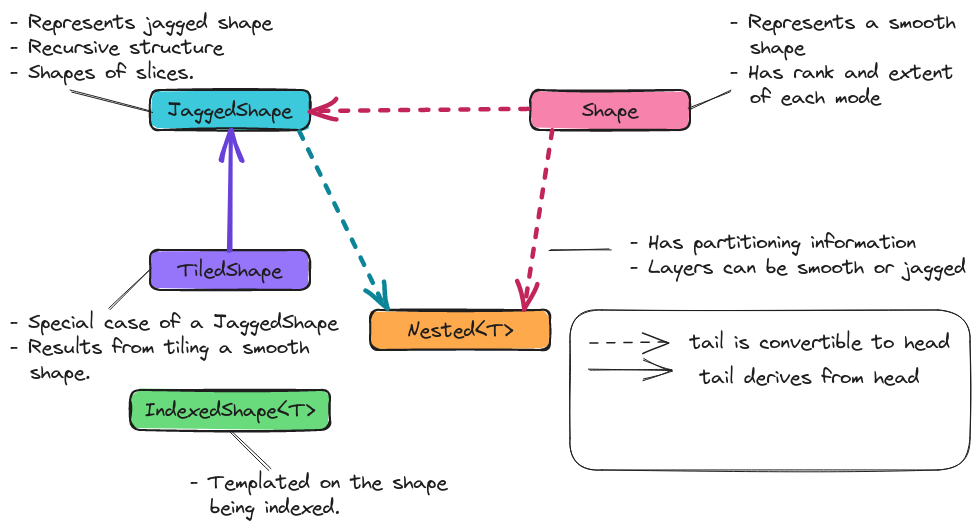 - Represents jagged shape
- Recursive structure
- Shapes of slices.
- Represents a smooth
shape
- Has rank and extent
of each mode
JaggedShape
Shape
- Has partitioning information
- Layers can be smooth or jagged
TiledShape
- Special case of a JaggedShape
- Results from tiling a smooth
shape.
Nested<T>
tail is convertible to head
tail derives from head
IndexedShape<T>
- Templated on the shape
being indexed.